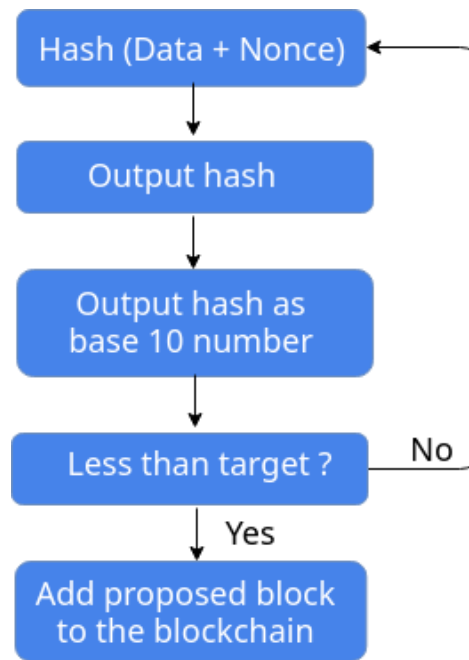 Hash (Data + Nonce)
Output hash
Output hash as
base 10 number
Less than target ?
No
Yes
Add proposed block
to the blockchain